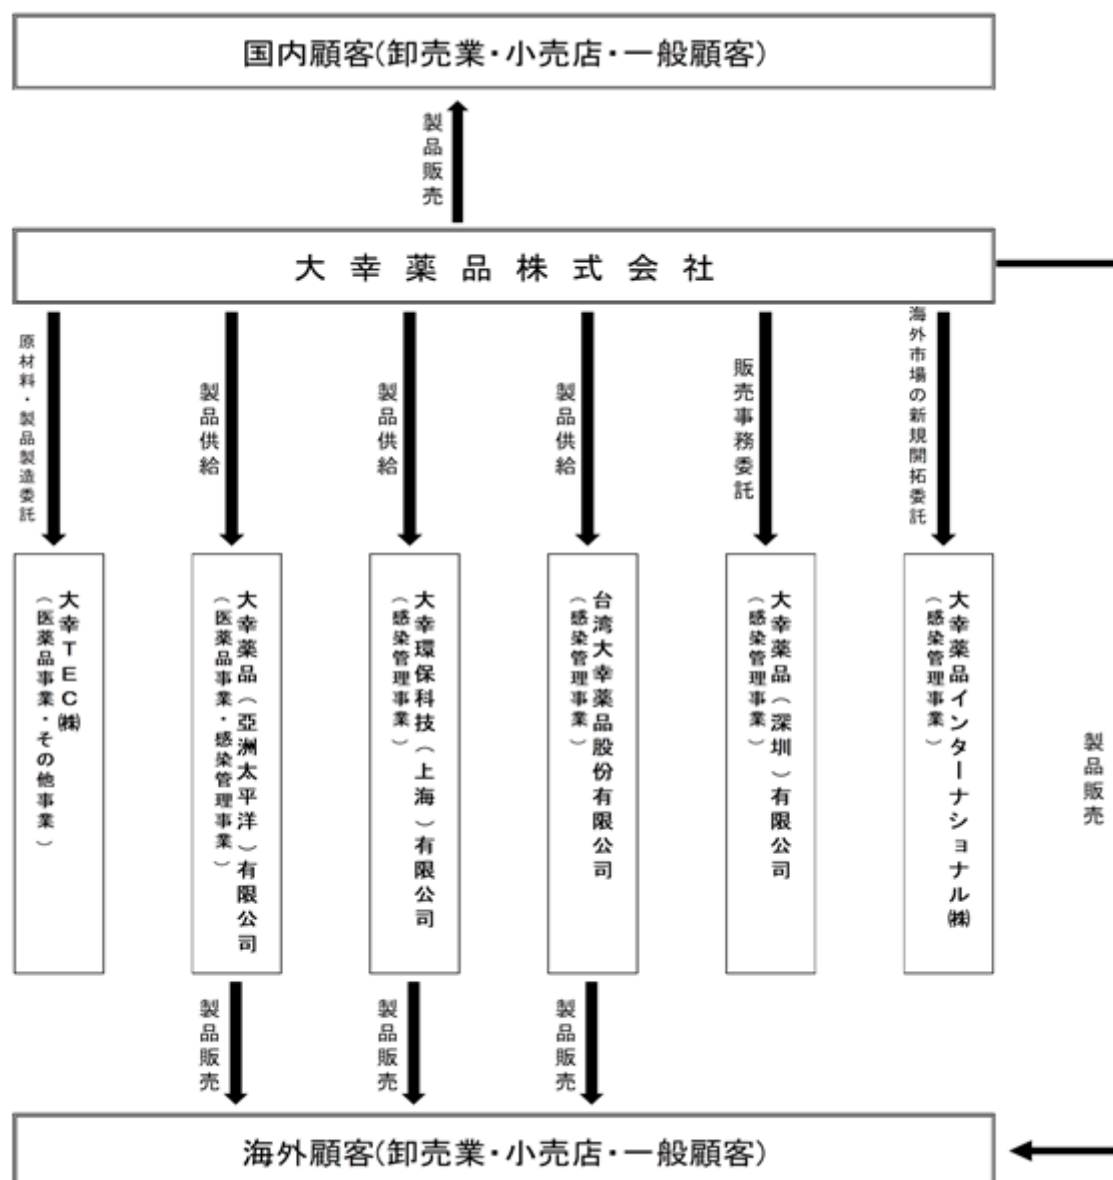 国内顧客(卸売業・小売店・一般顧客)
製品販売
大幸薬品株式会社
原材料・製品製造委託
製品供給
製品供給
製品供給
販売事務委託
海外市場の新規開拓委託
大幸TEC㈱
(医薬品事業・その他事業)
大幸薬品(亞洲太平洋)有限公司
(医薬品事業・感染管理事業)
大幸環保科技(上海)有限公司
(感染管理事業)
台湾大幸薬品股份有限公司
(感染管理事業)
大幸薬品(深圳)有限公司
(感染管理事業)
大幸薬品インターナショナル㈱
(感染管理事業)
製品販売
製品販売
製品販売
製品販売
海外顧客(卸売業・小売店・一般顧客)